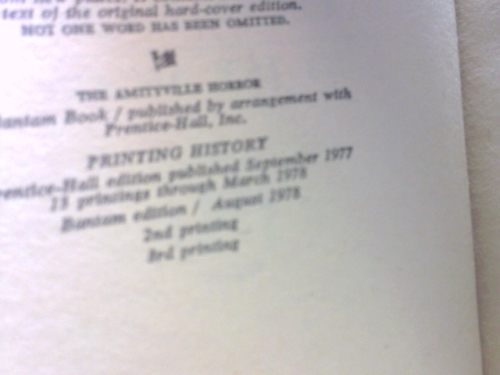 text of the original hard-cover edition.
NOT ONE WORD HAS BEEN OMITTED.
THE AMITYVILLE HORROR
Bantam Book / published by arrangement with
Prentice-Hall, Inc.
PRINTING HISTORY
Prentice-Hall edition published September 1977
13 printings through March 1978
Bantam edition / August 1978
2nd printing
3rd printing